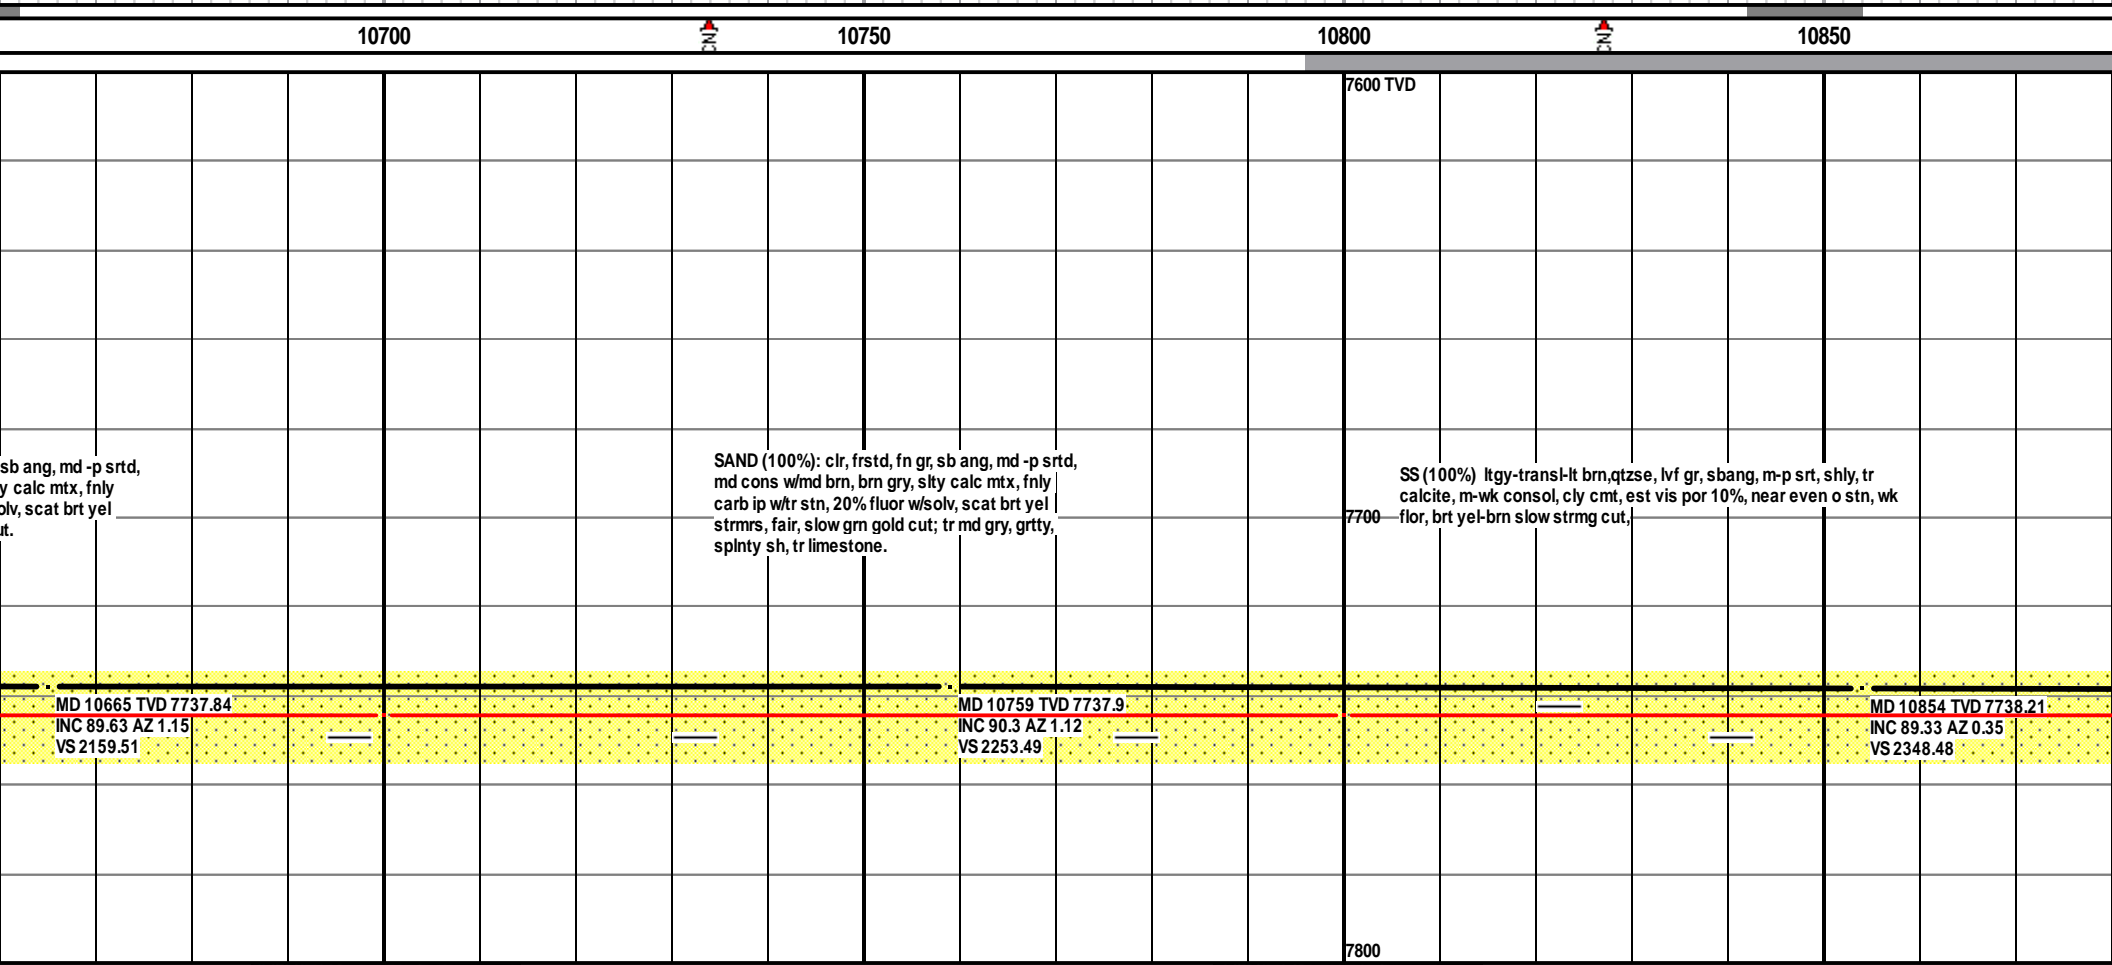 10700
CN
10750
10800
CN
10850
7600 TVD
sb ang, md -p srtd,
y calc mtx, fnly
olv, scat brt yel
ut.
SAND (100%): clr, frstd, fn gr, sb ang, md -p srtd,
md cons w/md brn, brn gry, slty calc mtx, fnly
carb ip w/tr stn, 20% fluor w/solv, scat brt yel
strmrs, fair, slow grn gold cut; tr md gry, grtty,
splnty sh, tr limestone.
SS (100%) ltgy-transl-lt brn,qtzse, lvf gr, sbang, m-p srt, shly, tr
calcite, m-wk consol, cly cmt, est vis por 10%, near even o stn, wk
flor, brt yel-brn slow strmg cut,
7700
MD 10665 TVD 7737.84
INC 89.63 AZ 1.15
VS 2159.51
MD 10759 TVD 7737.9
INC 90.3 AZ 1.12
VS 2253.49
MD 10854 TVD 7738.21
INC 89.33 AZ 0.35
VS 2348.48
7800